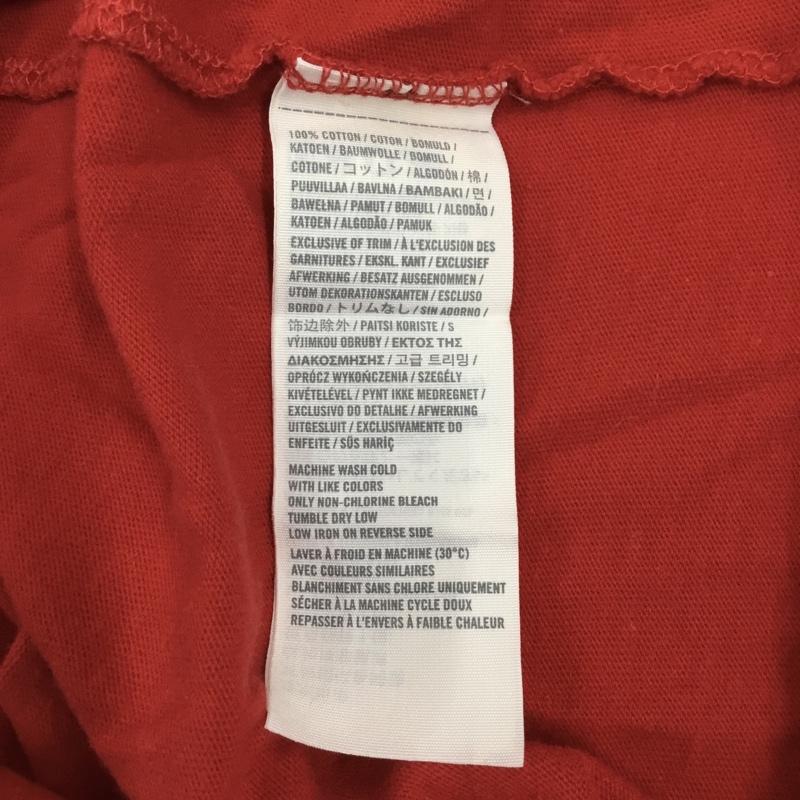 100% COTTON / COTON / BOMULD /
KATOEN / BAUMWOLLE / BOMULL /
COTONE / コットン / ALGODÓN / 棉 /
PUUVILLAA / BAVLNA / ΒΑΜΒΑΚΙ / 면 /
BAWEŁNA / PAMUT / BOMULL / ALGODÃO /
KATOEN / ALGODÃO / PAMUK
EXCLUSIVE OF TRIM / À L'EXCLUSION DES
GARNITURES / EKSKL. KANT / EXCLUSIEF
AFWERKING / BESATZ AUSGENOMMEN /
UTOM DEKORATIONSKANTEN / ESCLUSO
BORDO / トリムなし / SIN ADORNO /
饰边除外 / PAITSI KORISTE / S
VÝJIMKOU OBRUBY / ΕΚΤΟΣ ΤΗΣ
ΔΙΑΚΟΣΜΗΣΗΣ / 고급 트리밍 /
OPRÓCZ WYKOŃCZENIA / SZEGÉLY
KIVÉTELÉVEL / PYNT IKKE MEDREGNET /
EXCLUSIVO DO DETALHE / AFWERKING
UITGESLUIT / EXCLUSIVAMENTE DO
ENFEITE / SÜS HARİÇ
MACHINE WASH COLD
WITH LIKE COLORS
ONLY NON-CHLORINE BLEACH
TUMBLE DRY LOW
LOW IRON ON REVERSE SIDE
LAVER À FROID EN MACHINE (30°C)
AVEC COULEURS SIMILAIRES
BLANCHIMENT SANS CHLORE UNIQUEMENT
SÉCHER À LA MACHINE CYCLE DOUX
REPASSER À L'ENVERS À FAIBLE CHALEUR